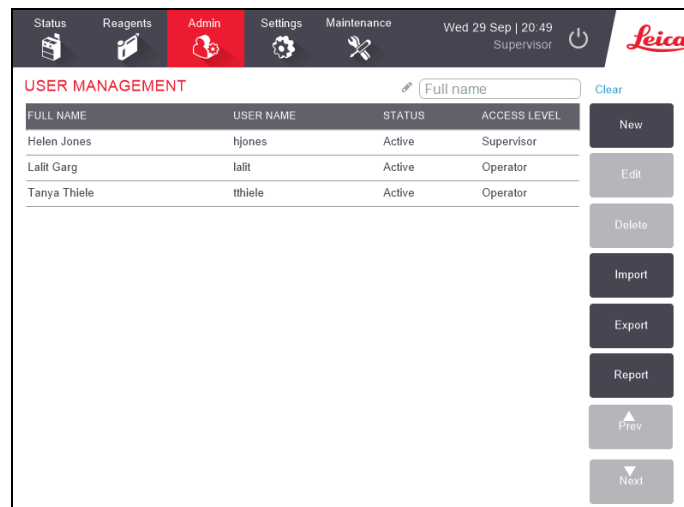 Status Reagents Admin Settings Maintenance Wed 29 Sep | 20:49
Supervisor
Leica
USER MANAGEMENT Full name Clear
FULL NAME USER NAME STATUS ACCESS LEVEL
Helen Jones hjones Active Supervisor
Lalit Garg lalit Active Operator
Tanya Thiele tthiele Active Operator
New
Edit
Delete
Import
Export
Report
Prev
Next